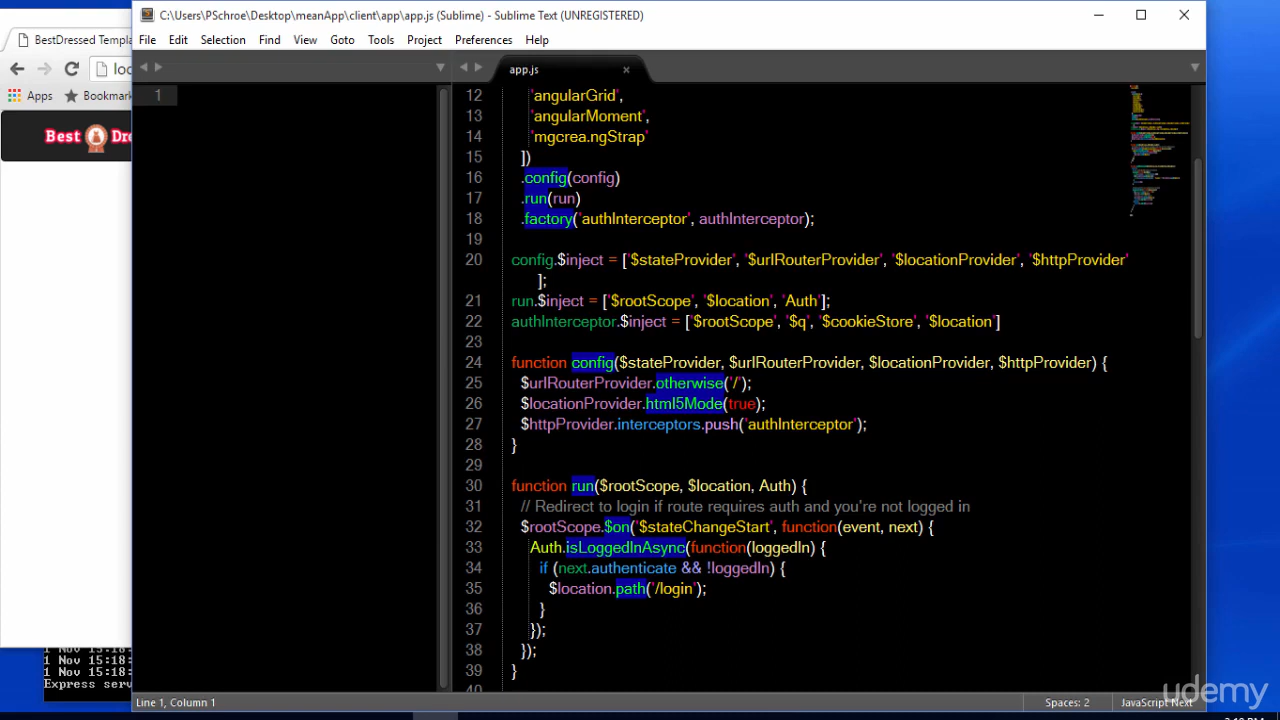 C:\Users\PSchroe\Desktop\meanApp\client\app\app.js (Sublime) - Sublime Text (UNREGISTERED)
File Edit Selection Find View Goto Tools Project Preferences Help
BestDressed Templa
loc
Apps Bookmark
Best Dre
app.js
1
12 'angularGrid',
13 'angularMoment',
14 'mgcrea.ngStrap'
15 ])
16 .config(config)
17 .run(run)
18 .factory('authInterceptor', authInterceptor);
19
20 config.$inject = ['$stateProvider', '$urlRouterProvider', '$locationProvider', '$httpProvider'
];
21 run.$inject = ['$rootScope', '$location', 'Auth'];
22 authInterceptor.$inject = ['$rootScope', '$q', '$cookieStore', '$location']
23
24 function config($stateProvider, $urlRouterProvider, $locationProvider, $httpProvider) {
25 $urlRouterProvider.otherwise('/');
26 $locationProvider.html5Mode(true);
27 $httpProvider.interceptors.push('authInterceptor');
28 }
29
30 function run($rootScope, $location, Auth) {
31 // Redirect to login if route requires auth and you're not logged in
32 $rootScope.$on('$stateChangeStart', function(event, next) {
33 Auth.isLoggedInAsync(function(loggedIn) {
34 if (next.authenticate && !loggedIn) {
35 $location.path('/login');
36 }
37 });
38 });
39 }
1 Nov 15:18:
1 Nov 15:18:
1 Nov 15:18:
Express serv
Line 1, Column 1
Spaces: 2
JavaScript Next
udemy